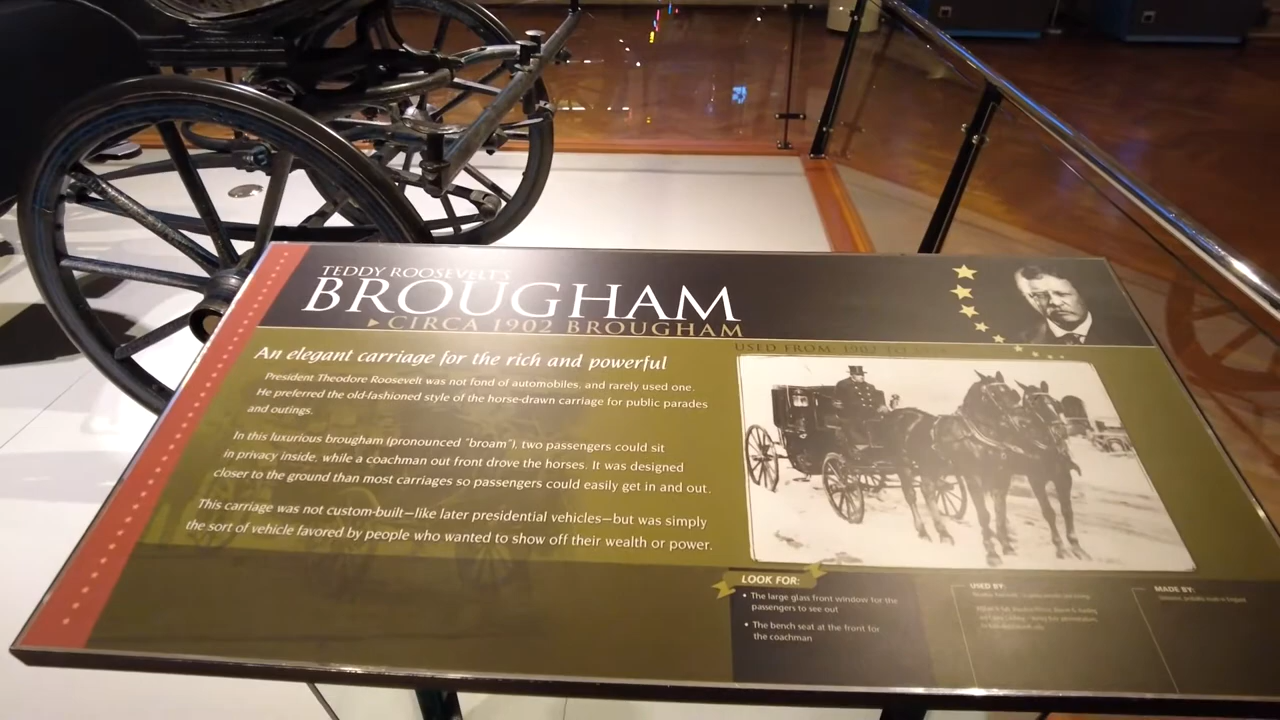 TEDDY ROOSEVELT'S
BROUGHAM
CIRCA 1902 BROUGHAM
USED FROM: 1902 TO
An elegant carriage for the rich and powerful
President Theodore Roosevelt was not fond of automobiles, and rarely used one.
He preferred the old-fashioned style of the horse-drawn carriage for public parades
and outings.
In this luxurious brougham (pronounced "broam"), two passengers could sit
in privacy inside, while a coachman out front drove the horses. It was designed
closer to the ground than most carriages so passengers could easily get in and out.
This carriage was not custom-built—like later presidential vehicles—but was simply
the sort of vehicle favored by people who wanted to show off their wealth or power.
LOOK FOR:
• The large glass front window for the
passengers to see out
• The bench seat at the front for
the coachman
USED BY:
MADE BY: